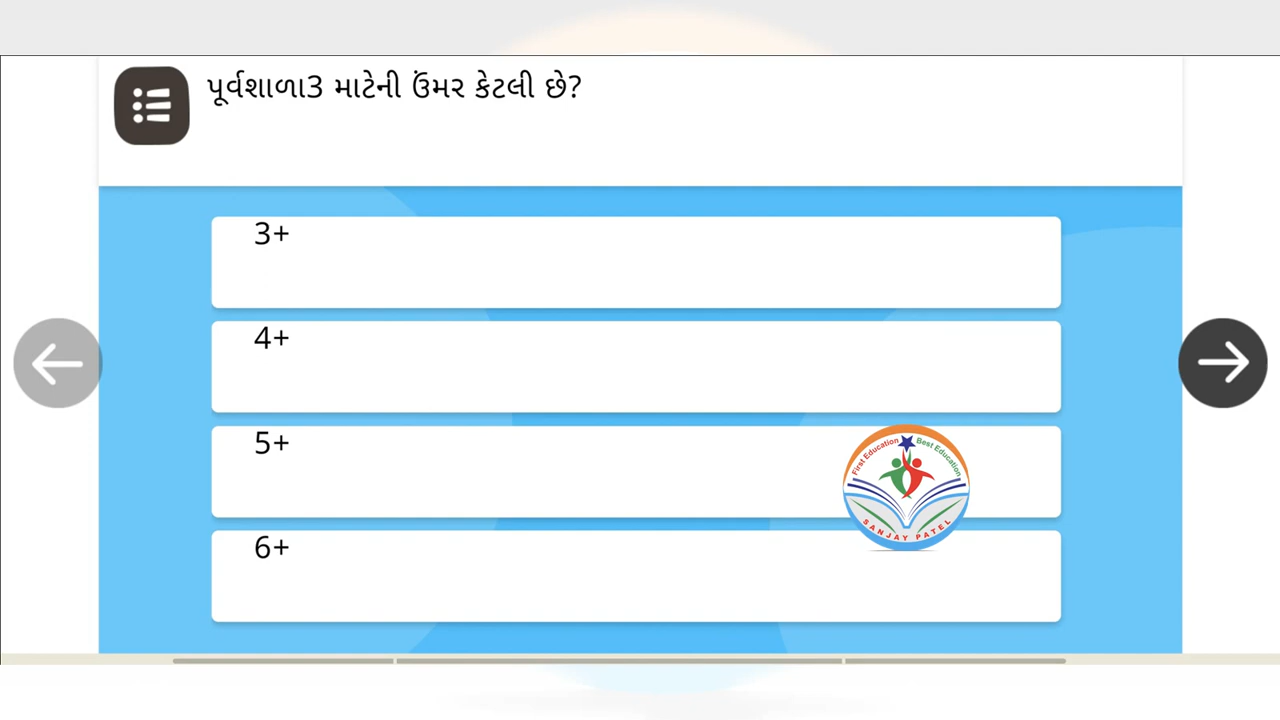 પૂર્વશાળા3 માટેની ઉંમર કેટલી છે?
3+
4+
5+
First Education Best Education
SANJAY PATEL
6+